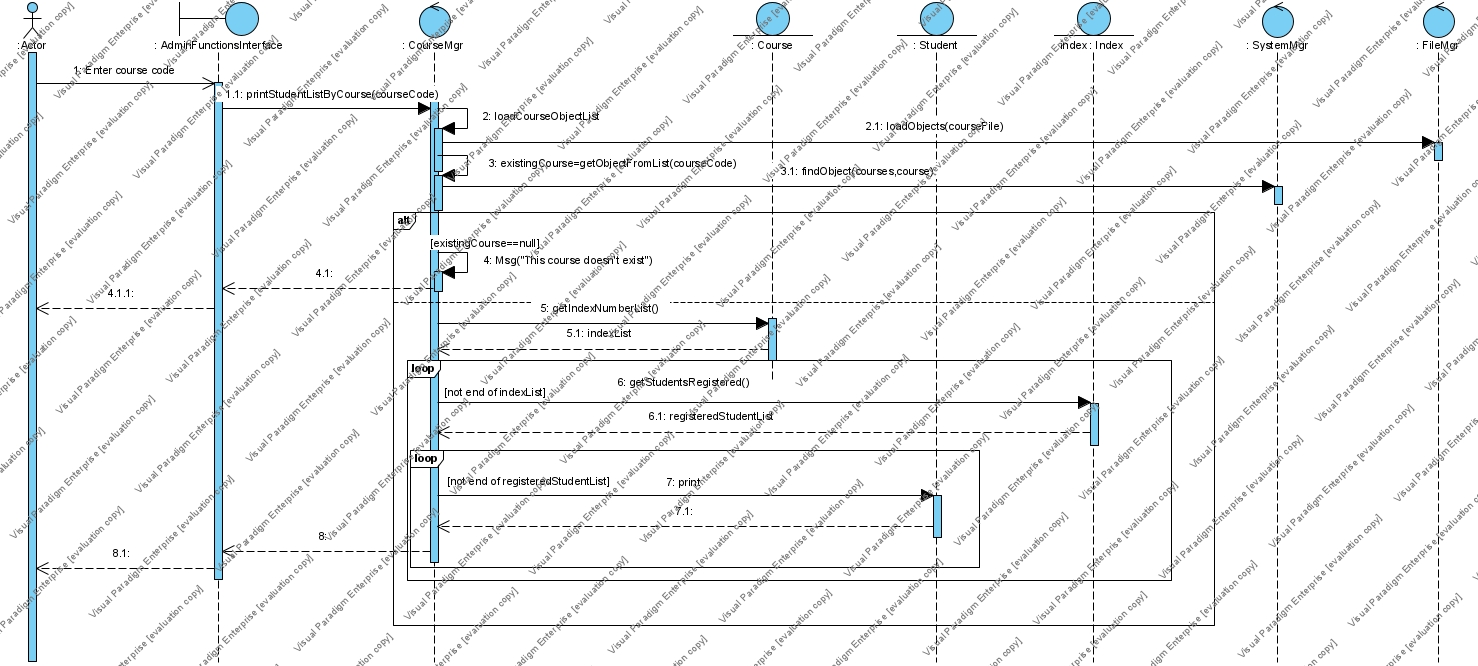 : Actor
: AdminFunctionsInterface
: CourseMgr
: Course
: Student
index : Index
: SystemMgr
: FileMgr
1: Enter course code
1.1: printStudentListByCourse(courseCode)
2: loadCourseObjectList
2.1: loadObjects(courseFile)
3: existingCourse=getObjectFromList(courseCode)
3.1: findObject(courses,course)
alt
[existingCourse==null]
4: Msg("This course doesn't exist")
4.1:
4.1.1:
5: getIndexNumberList()
5.1: indexList
loop
6: getStudentsRegistered()
[not end of indexList]
6.1: registeredStudentList
loop
[not end of registeredStudentList]
7: print
7.1:
8:
8.1:
Visual Paradigm Enterprise [evaluation copy]